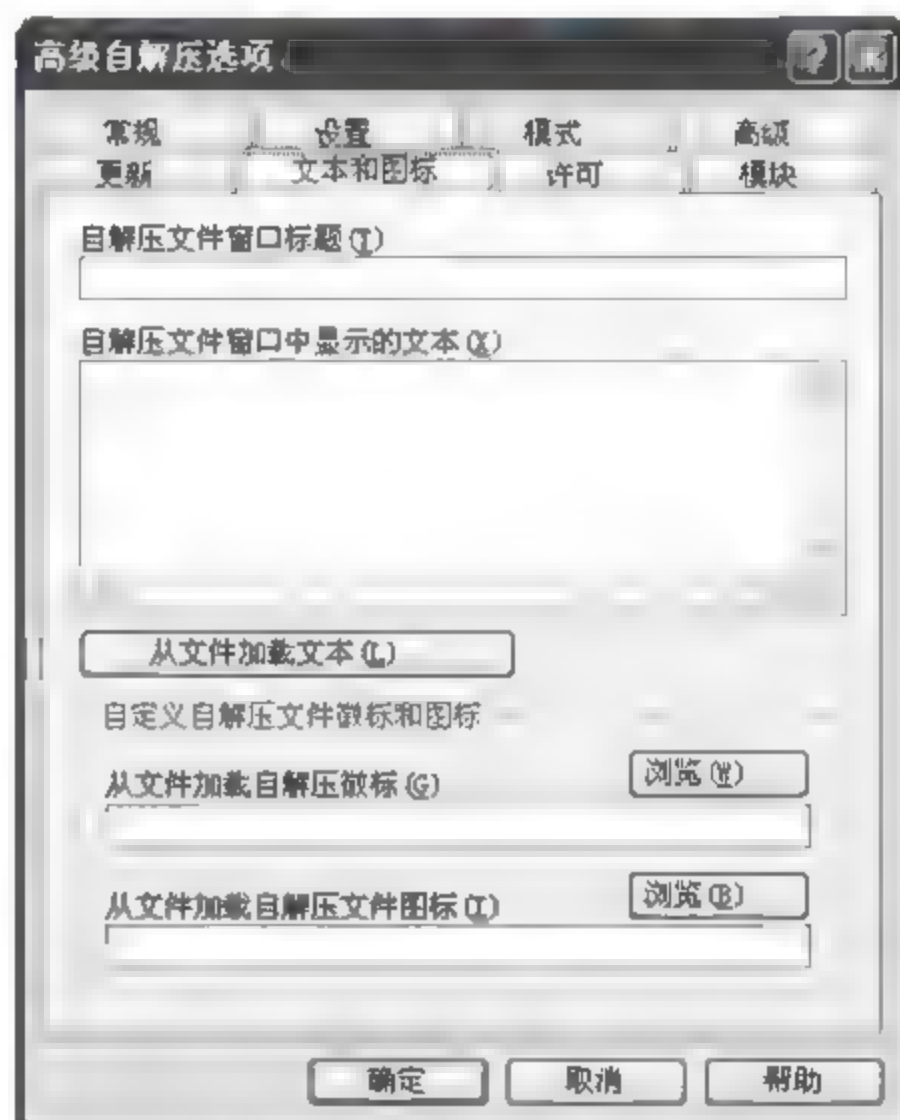 高级自解压选项
常规 设置 模式 高级
更新 文本和图标 许可 模块
自解压文件窗口标题(T)
自解压文件窗口中显示的文本(X)
从文件加载文本(L)
自定义自解压文件徽标和图标
从文件加载自解压徽标(G)
浏览(W)
从文件加载自解压文件图标(I)
浏览(B)
确定 取消 帮助